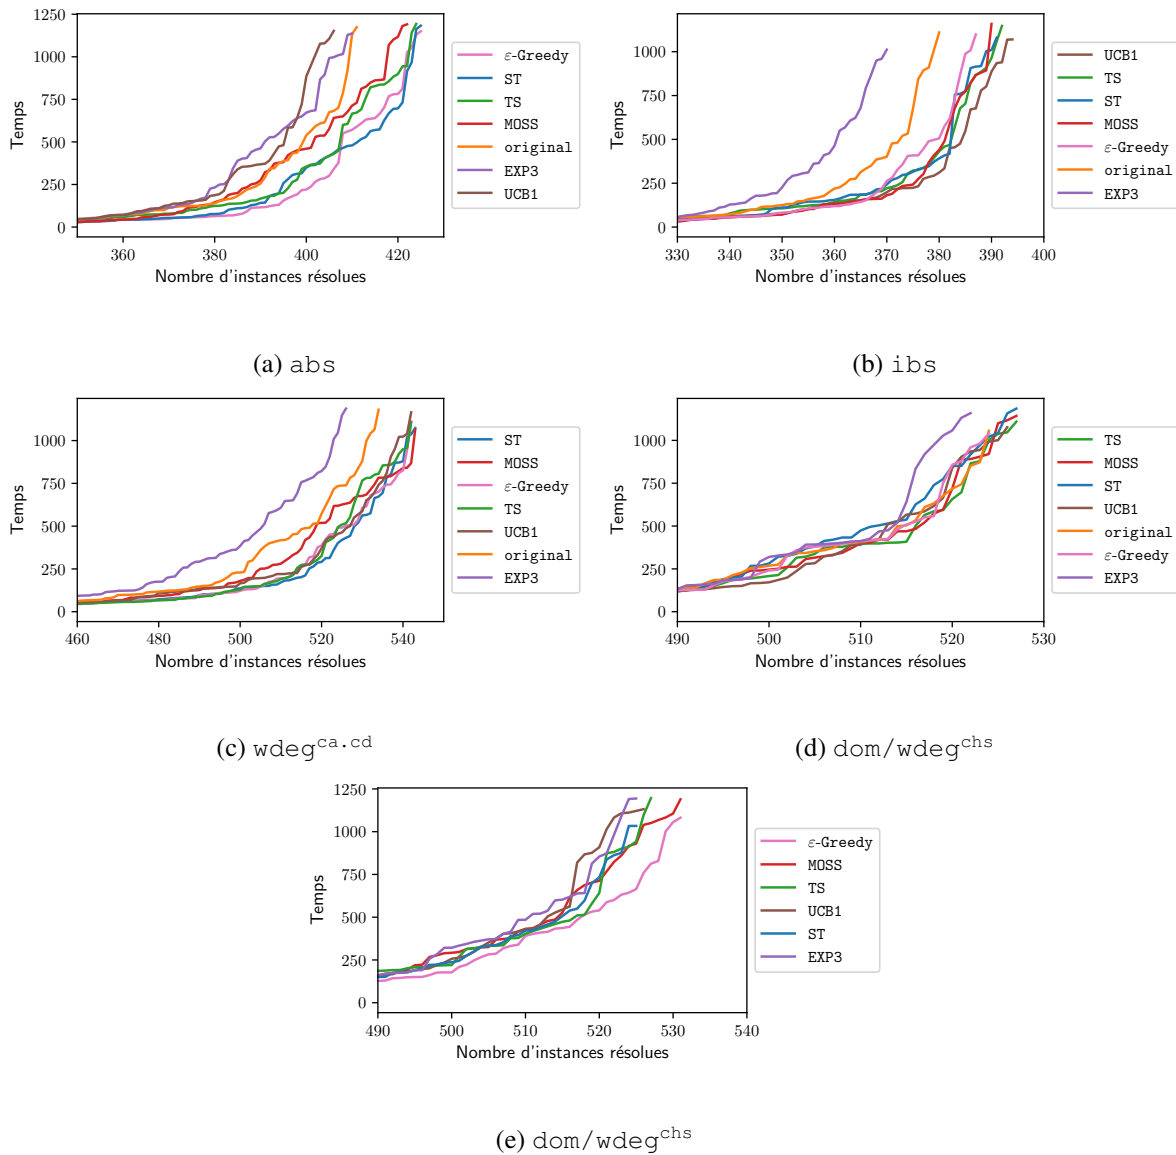 1250
1000
750
500
250
0
Temps
360
380
400
420
Nombre d'instances résolues
ε-Greedy
ST
TS
MOSS
original
EXP3
UCB1
(a) abs
1000
750
500
250
0
Temps
330
340
350
360
370
380
390
400
Nombre d'instances résolues
UCB1
TS
ST
MOSS
ε-Greedy
original
EXP3
(b) ibs
1000
750
500
250
0
Temps
460
480
500
520
540
Nombre d'instances résolues
ST
MOSS
ε-Greedy
TS
UCB1
original
EXP3
(c) wdeg^ca.cd
1000
750
500
250
0
Temps
490
500
510
520
530
Nombre d'instances résolues
TS
MOSS
ST
UCB1
original
ε-Greedy
EXP3
(d) dom/wdeg^chs
1250
1000
750
500
250
0
Temps
490
500
510
520
530
540
Nombre d'instances résolues
ε-Greedy
MOSS
TS
UCB1
ST
EXP3
(e) dom/wdeg^chs